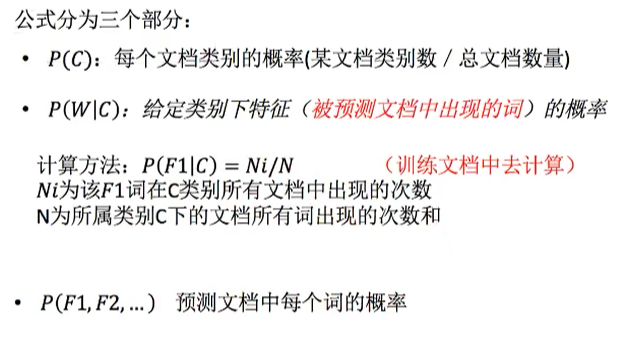 公式分为三个部分：
• P(C)：每个文档类别的概率(某文档类别数 / 总文档数量)
• P(W|C)：给定类别下特征（被预测文档中出现的词）的概率
计算方法：P(F1|C) = Ni/N （训练文档中去计算）
Ni为该F1词在C类别所有文档中出现的次数
N为所属类别C下的文档所有词出现的次数和
• P(F1, F2, ...) 预测文档中每个词的概率